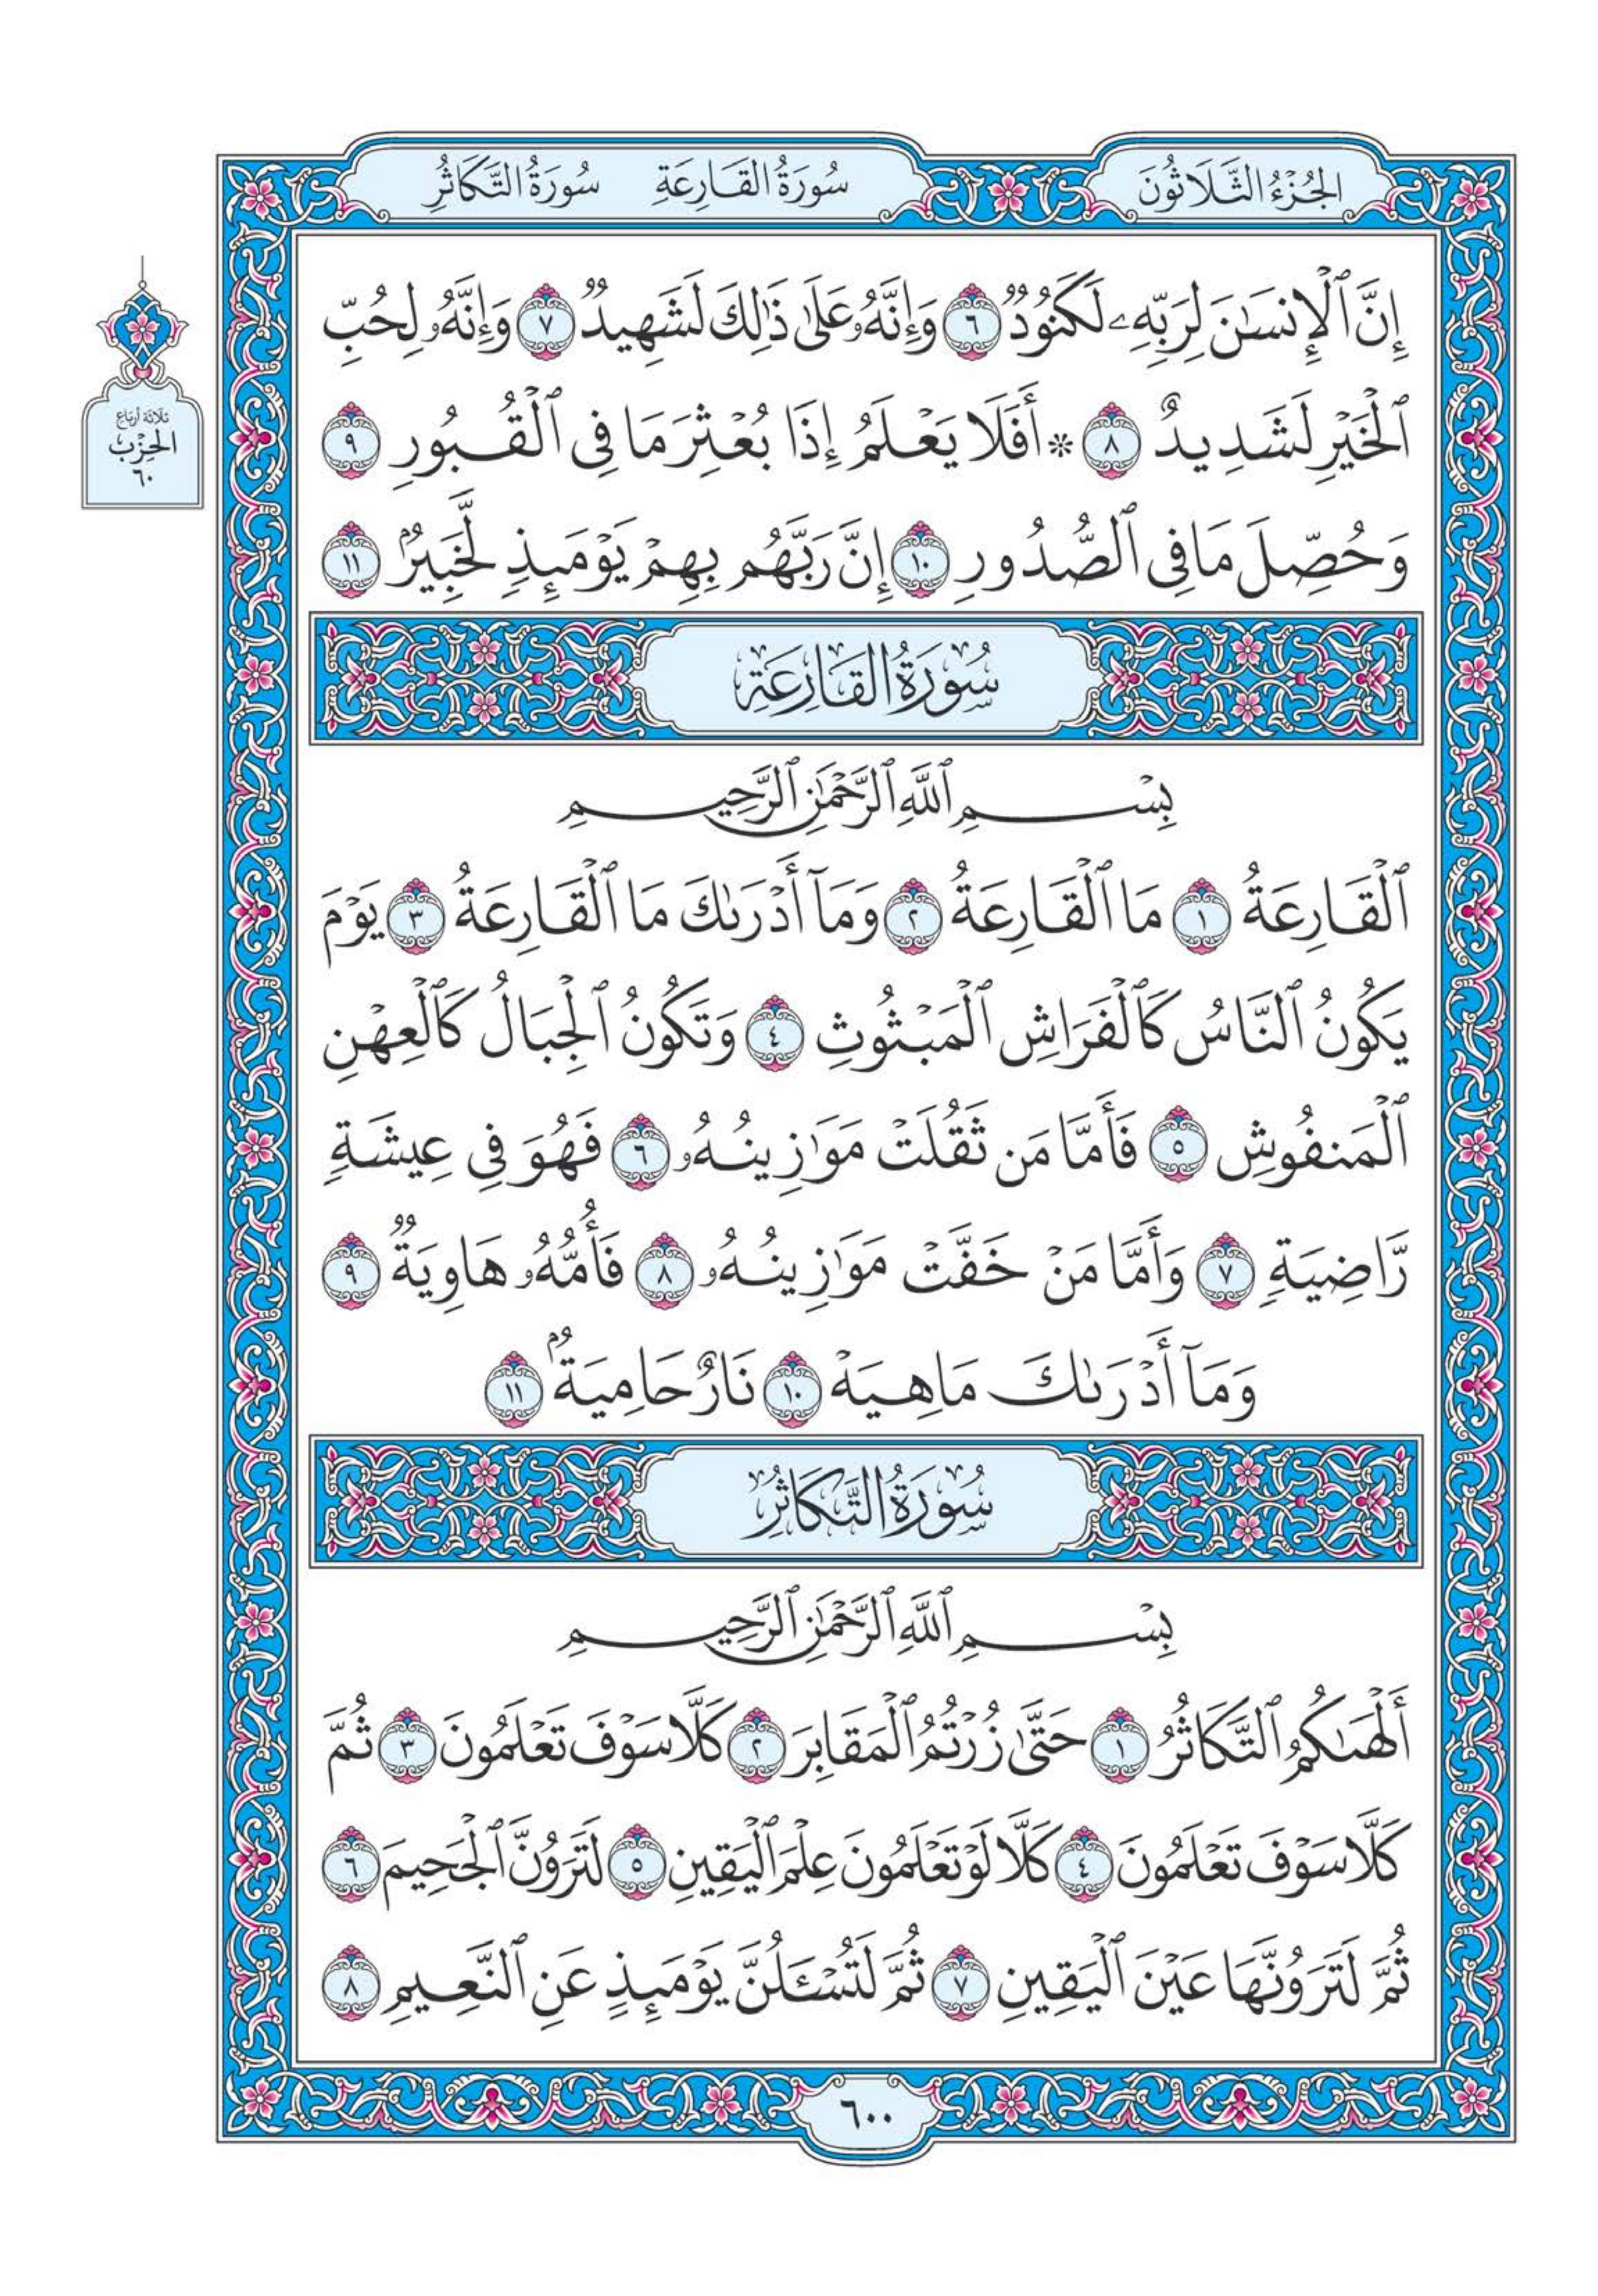 الجُزْءُ الثَّلَاثُونَ سُورَةُ القَارِعَةِ سُورَةُ التَّكَاثُرِ
إِنَّ ٱلْإِنسَٰنَ لِرَبِّهِۦ لَكَنُودٌ ٦ وَإِنَّهُۥ عَلَىٰ ذَٰلِكَ لَشَهِيدٌ ٧ وَإِنَّهُۥ لِحُبِّ
ٱلْخَيْرِ لَشَدِيدٌ ٨ * أَفَلَا يَعْلَمُ إِذَا بُعْثِرَ مَا فِى ٱلْقُبُورِ ٩
ثلاثة أرباع
الحِزْب
٦٠
وَحُصِّلَ مَا فِى ٱلصُّدُورِ ١٠ إِنَّ رَبَّهُم بِهِمْ يَوْمَئِذٍ لَّخَبِيرٌۢ ١١
سُورَةُ القَارِعَةِ
بِسْمِ ٱللَّهِ ٱلرَّحْمَٰنِ ٱلرَّحِيمِ
ٱلْقَارِعَةُ ١ مَا ٱلْقَارِعَةُ ٢ وَمَآ أَدْرَىٰكَ مَا ٱلْقَارِعَةُ ٣ يَوْمَ
يَكُونُ ٱلنَّاسُ كَٱلْفَرَاشِ ٱلْمَبْثُوثِ ٤ وَتَكُونُ ٱلْجِبَالُ كَٱلْعِهْنِ
ٱلْمَنفُوشِ ٥ فَأَمَّا مَن ثَقُلَتْ مَوَٰزِينُهُۥ ٦ فَهُوَ فِى عِيشَةٍ
رَّاضِيَةٍ ٧ وَأَمَّا مَنْ خَفَّتْ مَوَٰزِينُهُۥ ٨ فَأُمُّهُۥ هَاوِيَةٌ ٩
وَمَآ أَدْرَىٰكَ مَا هِيَهْ ١٠ نَارٌ حَامِيَةٌۢ ١١
سُورَةُ التَّكَاثُرِ
بِسْمِ ٱللَّهِ ٱلرَّحْمَٰنِ ٱلرَّحِيمِ
أَلْهَىٰكُمُ ٱلتَّكَاثُرُ ١ حَتَّىٰ زُرْتُمُ ٱلْمَقَابِرَ ٢ كَلَّا سَوْفَ تَعْلَمُونَ ٣ ثُمَّ
كَلَّا سَوْفَ تَعْلَمُونَ ٤ كَلَّا لَوْ تَعْلَمُونَ عِلْمَ ٱلْيَقِينِ ٥ لَتَرَوُنَّ ٱلْجَحِيمَ ٦
ثُمَّ لَتَرَوُنَّهَا عَيْنَ ٱلْيَقِينِ ٧ ثُمَّ لَتُسْـَٔلُنَّ يَوْمَئِذٍ عَنِ ٱلنَّعِيمِ ٨
٦٠٠